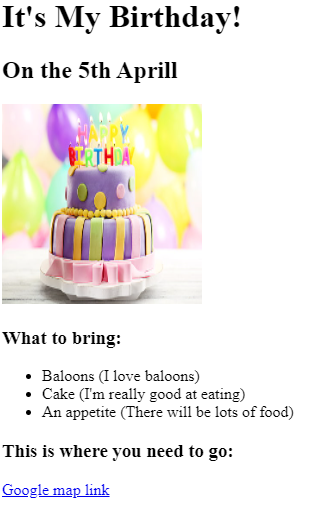 It's My Birthday!
On the 5th Aprill
HAPPY
BIRTHDAY
What to bring:
Baloons (I love baloons)
Cake (I'm really good at eating)
An appetite (There will be lots of food)
This is where you need to go:
Google map link